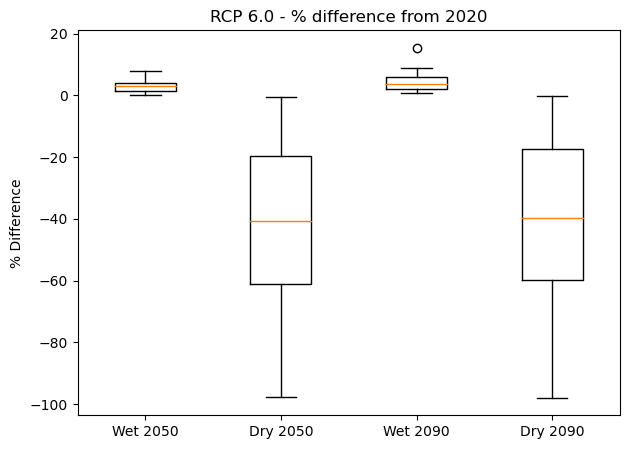 RCP 6.0 - % difference from 2020
% Difference
20
0
−20
−40
−60
−80
−100
Wet 2050
Dry 2050
Wet 2090
Dry 2090